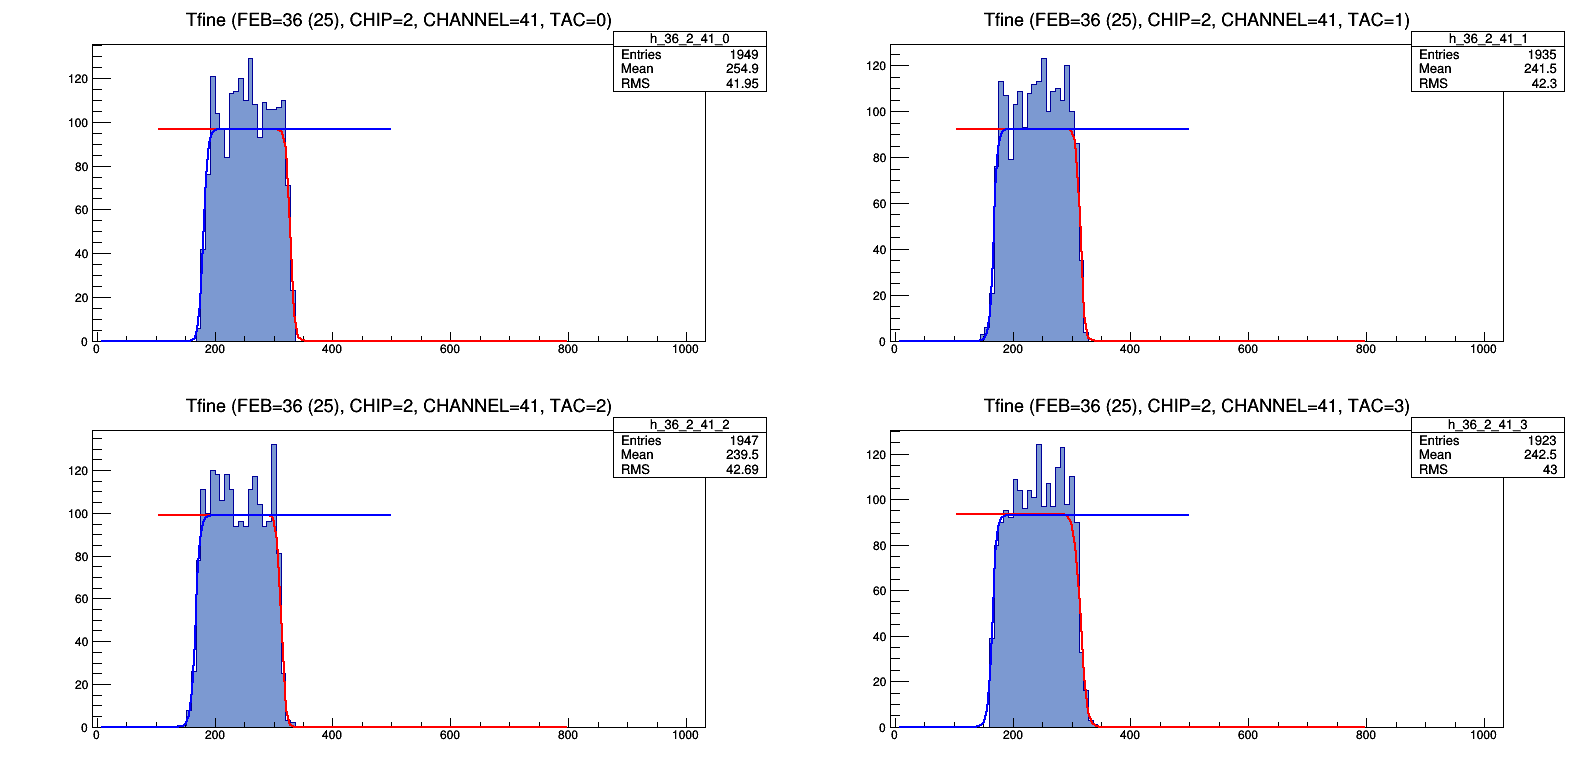 Tfine (FEB=36 (25), CHIP=2, CHANNEL=41, TAC=0)
h_36_2_41_0
Entries 1949
Mean 254.9
RMS 41.95
120
100
80
60
40
20
0
0 200 400 600 800 1000
Tfine (FEB=36 (25), CHIP=2, CHANNEL=41, TAC=1)
h_36_2_41_1
Entries 1935
Mean 241.5
RMS 42.3
120
100
80
60
40
20
0
0 200 400 600 800 1000
Tfine (FEB=36 (25), CHIP=2, CHANNEL=41, TAC=2)
h_36_2_41_2
Entries 1947
Mean 239.5
RMS 42.69
120
100
80
60
40
20
0
0 200 400 600 800 1000
Tfine (FEB=36 (25), CHIP=2, CHANNEL=41, TAC=3)
h_36_2_41_3
Entries 1923
Mean 242.5
RMS 43
120
100
80
60
40
20
0
0 200 400 600 800 1000